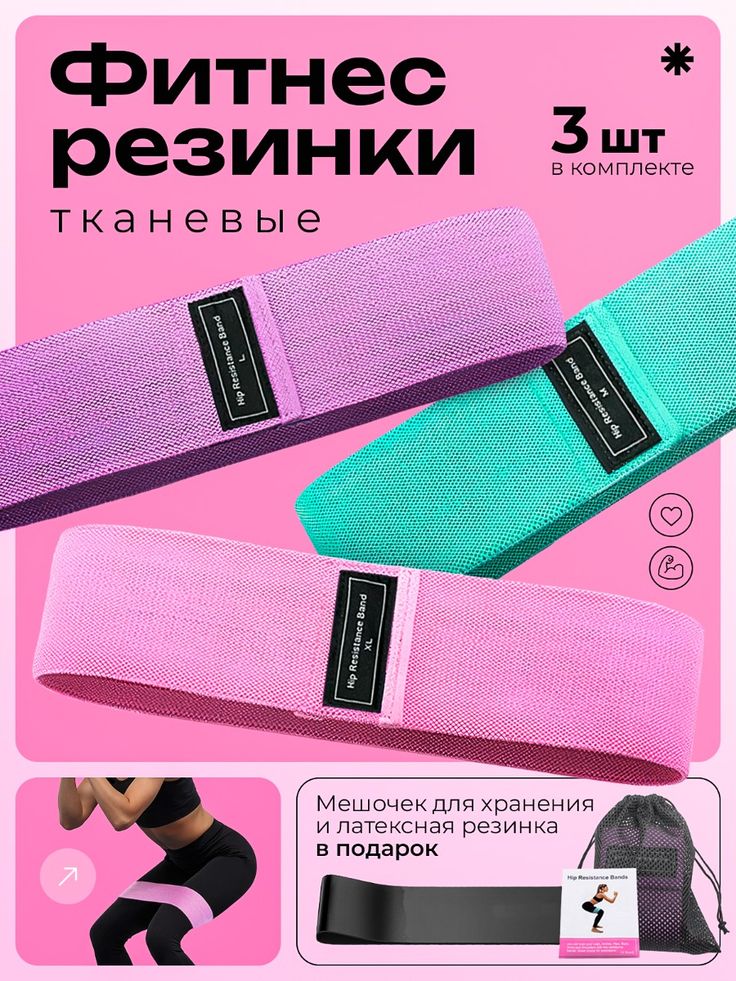 Фитнес
резинки
тканевые
3 шт
в комплекте
Hip Resistance Band
L
Hip Resistance Band
M
Hip Resistance Band
XL
Мешочек для хранения
и латексная резинка
в подарок
Hip Resistance Bands